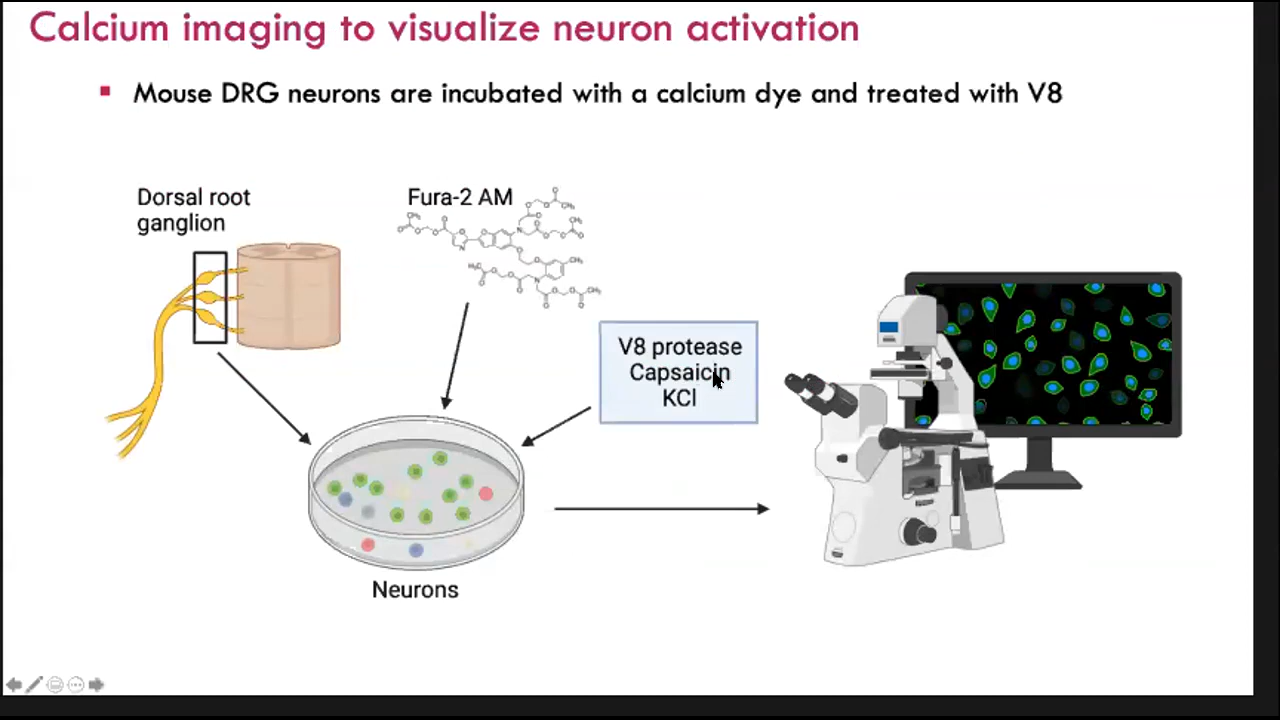 Calcium imaging to visualize neuron activation
Mouse DRG neurons are incubated with a calcium dye and treated with V8
Dorsal root
ganglion
Fura-2 AM
V8 protease
Capsaicin
KCl
Neurons